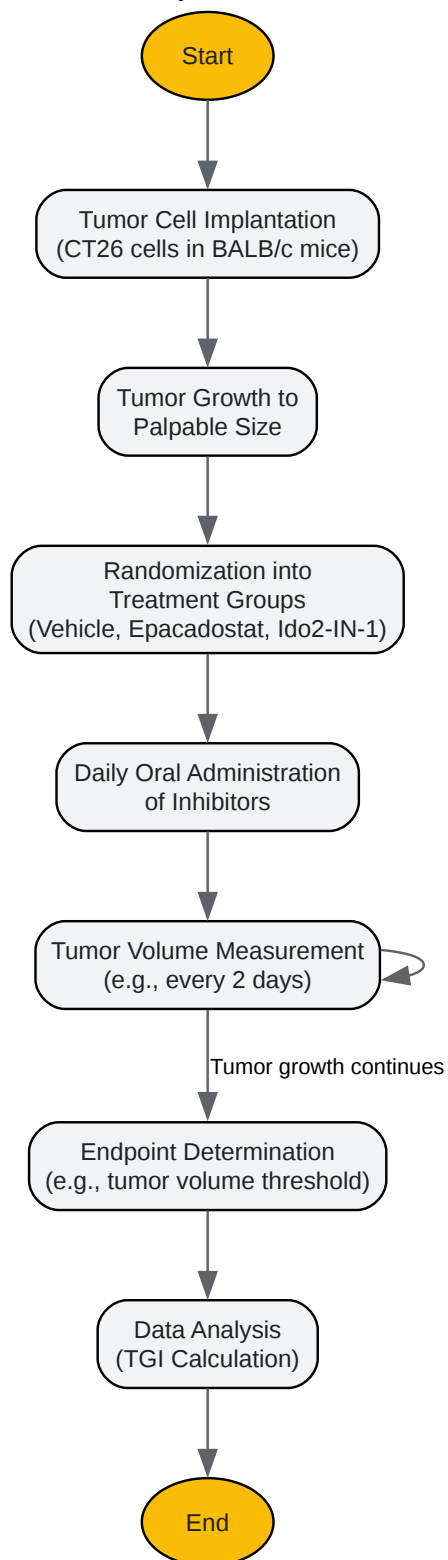 Start
Tumor Cell Implantation
(CT26 cells in BALB/c mice)
Tumor Growth to
Palpable Size
Randomization into
Treatment Groups
(Vehicle, Epacadostat, Ido2-IN-1)
Daily Oral Administration
of Inhibitors
Tumor Volume Measurement
(e.g., every 2 days)
Tumor growth continues
Endpoint Determination
(e.g., tumor volume threshold)
Data Analysis
(TGI Calculation)
End